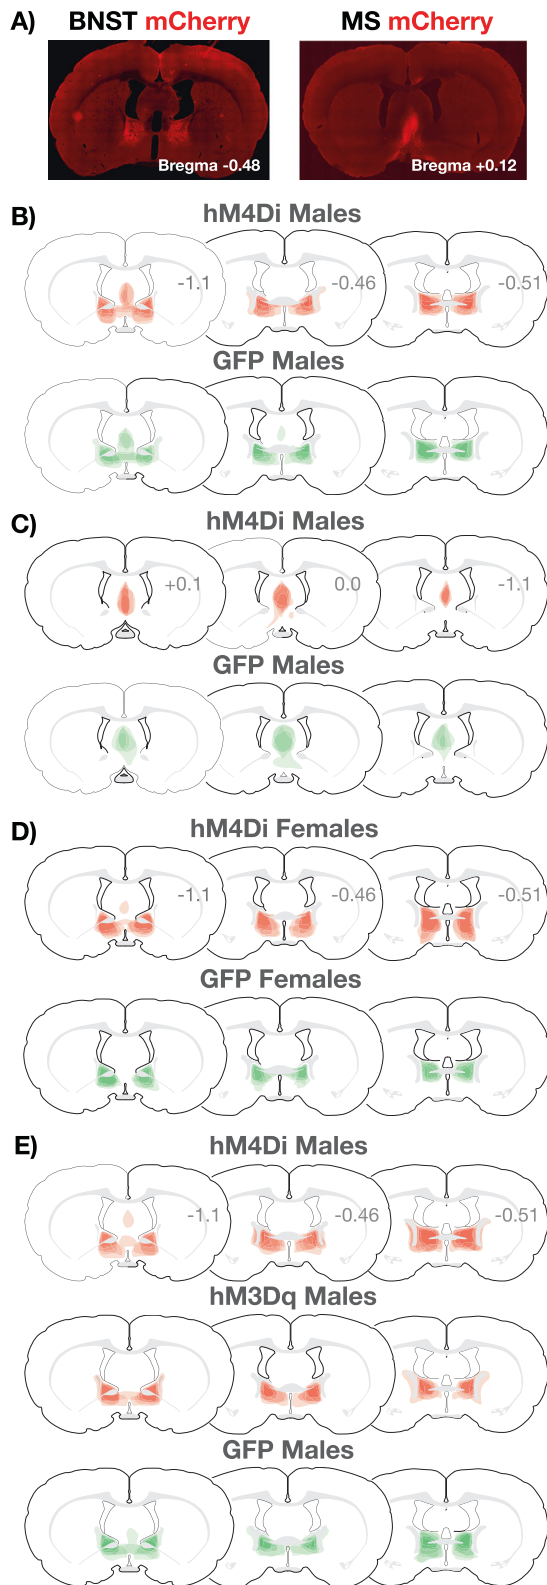 A) BNST mCherry MS mCherry
Bregma -0.48 Bregma +0.12
B)
hM4Di Males
-1.1 -0.46 -0.51
GFP Males
C)
hM4Di Males
+0.1 0.0 -1.1
GFP Males
D)
hM4Di Females
-1.1 -0.46 -0.51
GFP Females
E)
hM4Di Males
-1.1 -0.46 -0.51
hM3Dq Males
GFP Males